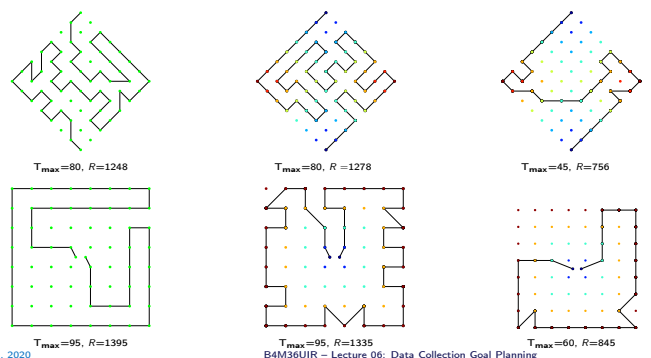 Tmax=80, R=1248
Tmax=80, R =1278
Tmax=45, R=756
Tmax=95, R=1395
Tmax=95, R=1335
Tmax=60, R=845
, 2020
B4M36UIR – Lecture 06: Data Collection Goal Planning